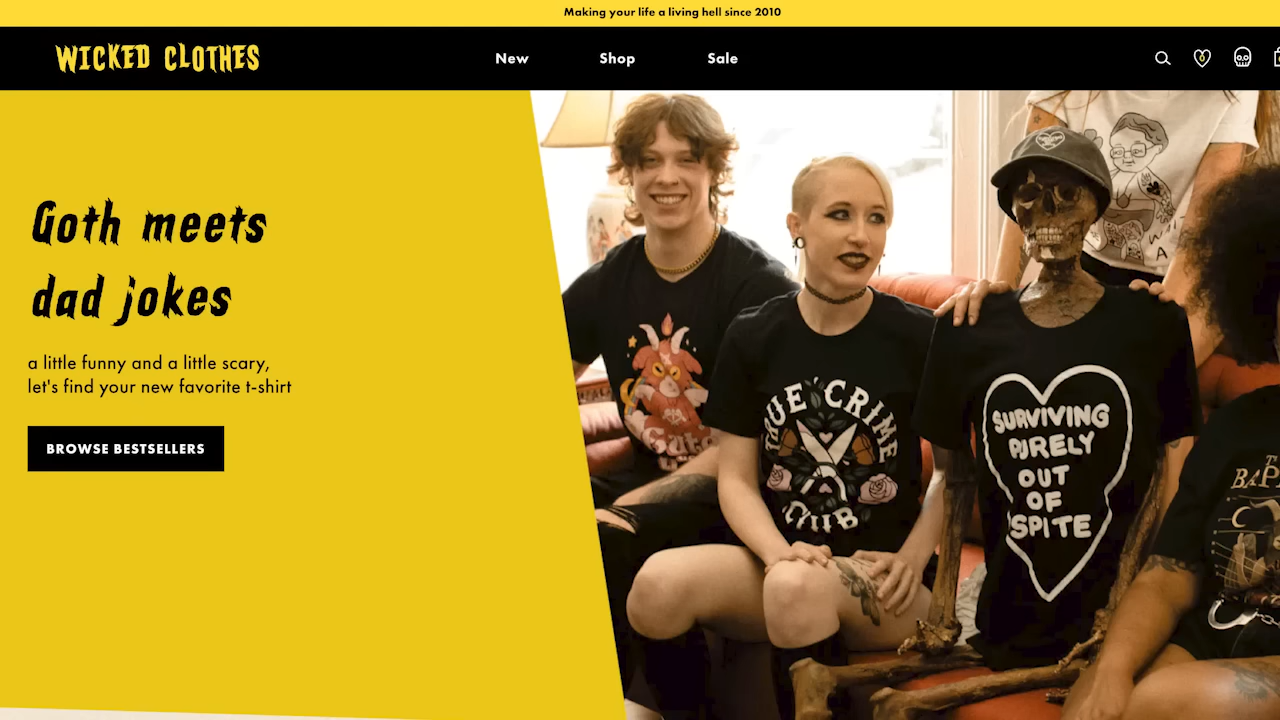 Making your life a living hell since 2010
WICKED CLOTHES
New
Shop
Sale
Goth meets
dad jokes
a little funny and a little scary,
let's find your new favorite t-shirt
BROWSE BESTSELLERS
TRUE CRIME
CLUB
SURVIVING
PURELY
OUT
OF
SPITE